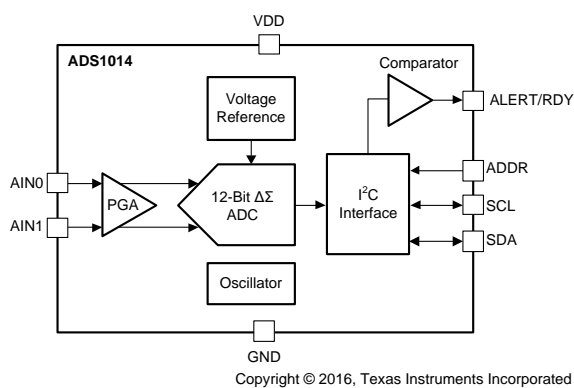 VDD
ADS1014
Comparator
Voltage
Reference
ALERT/RDY
ADDR
AIN0
PGA
12-Bit ΔΣ
ADC
I²C
Interface
SCL
AIN1
SDA
Oscillator
GND
Copyright © 2016, Texas Instruments Incorporated